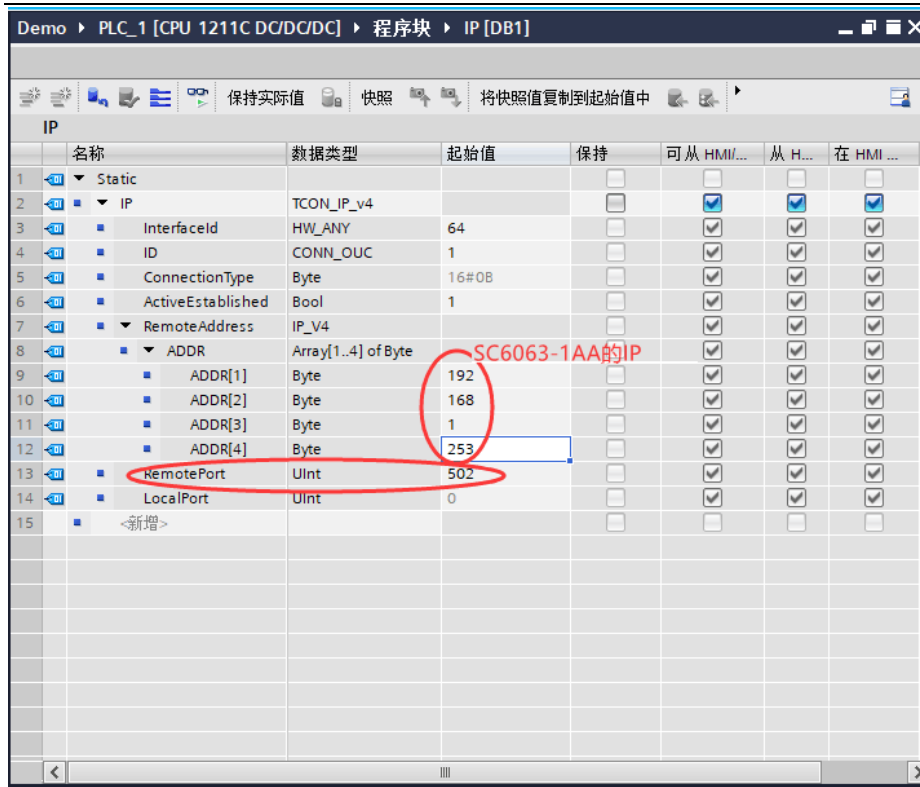 Demo ▸ PLC_1 [CPU 1211C DC/DC/DC] ▸ 程序块 ▸ IP [DB1]
保持实际值 快照 将快照值复制到起始值中
IP
名称 数据类型 起始值 保持 可从 HMI/... 从 H... 在 HMI ...
1 Static
2 IP TCON_IP_v4
3 InterfaceId HW_ANY 64
4 ID CONN_OUC 1
5 ConnectionType Byte 16#0B
6 ActiveEstablished Bool 1
7 RemoteAddress IP_V4
8 ADDR Array[1..4] of Byte SC6063-1AA的IP
9 ADDR[1] Byte 192
10 ADDR[2] Byte 168
11 ADDR[3] Byte 1
12 ADDR[4] Byte 253
13 RemotePort UInt 502
14 LocalPort UInt 0
15 <新增>